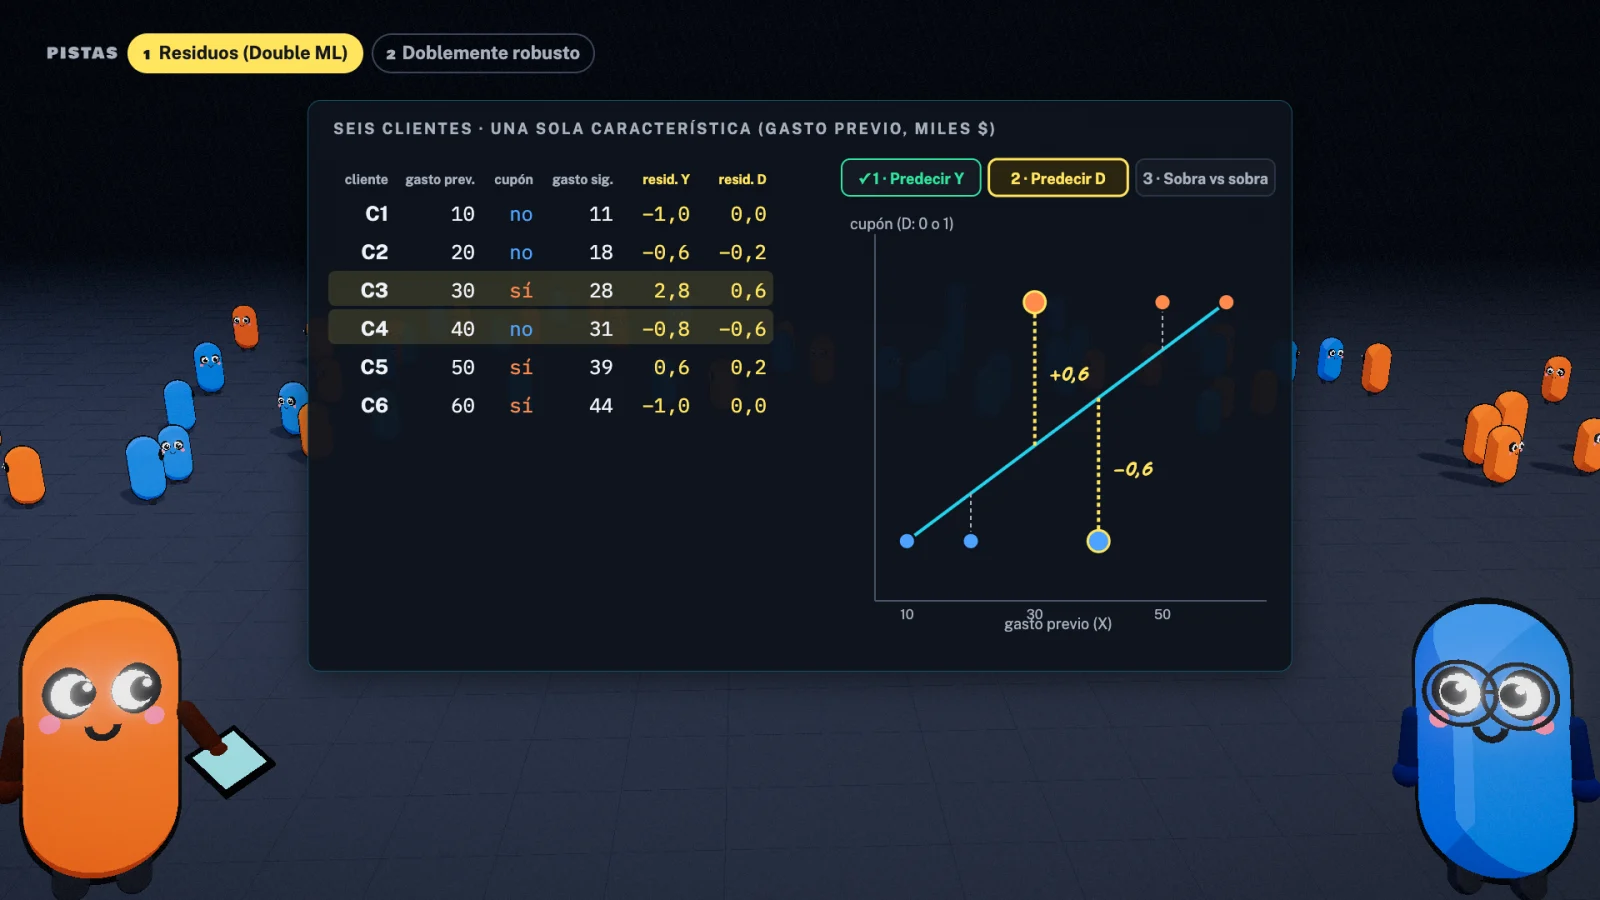 PISTAS 1 Residuos (Double ML) 2 Doblemente robusto
SEIS CLIENTES · UNA SOLA CARACTERÍSTICA (GASTO PREVIO, MILES $)
cliente gasto prev. cupón gasto sig. resid. Y resid. D
C1 10 no 11 −1,0 0,0
C2 20 no 18 −0,6 −0,2
C3 30 sí 28 2,8 0,6
C4 40 no 31 −0,8 −0,6
C5 50 sí 39 0,6 0,2
C6 60 sí 44 −1,0 0,0
✓1 · Predecir Y 2 · Predecir D 3 · Sobra vs sobra
cupón (D: 0 o 1)
+0,6
−0,6
10 30 50
gasto previo (X)